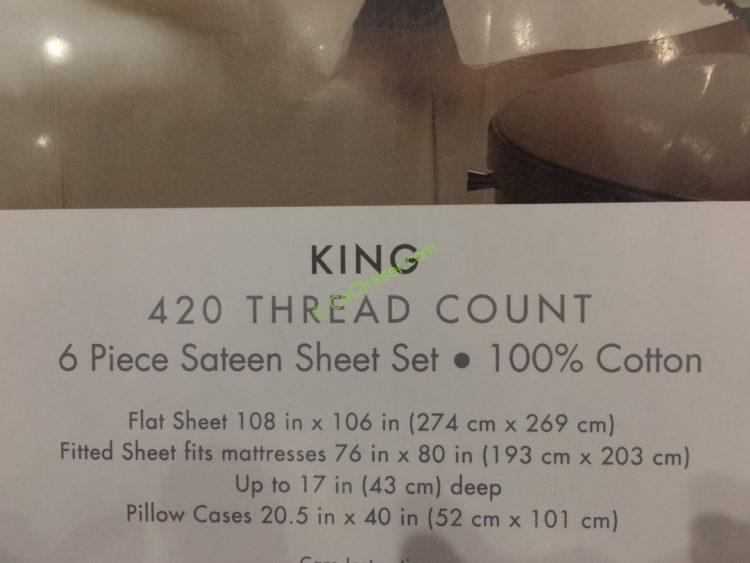 KING
420 THREAD COUNT
6 Piece Sateen Sheet Set • 100% Cotton
Flat Sheet 108 in x 106 in (274 cm x 269 cm)
Fitted Sheet fits mattresses 76 in x 80 in (193 cm x 203 cm)
Up to 17 in (43 cm) deep
Pillow Cases 20.5 in x 40 in (52 cm x 101 cm)